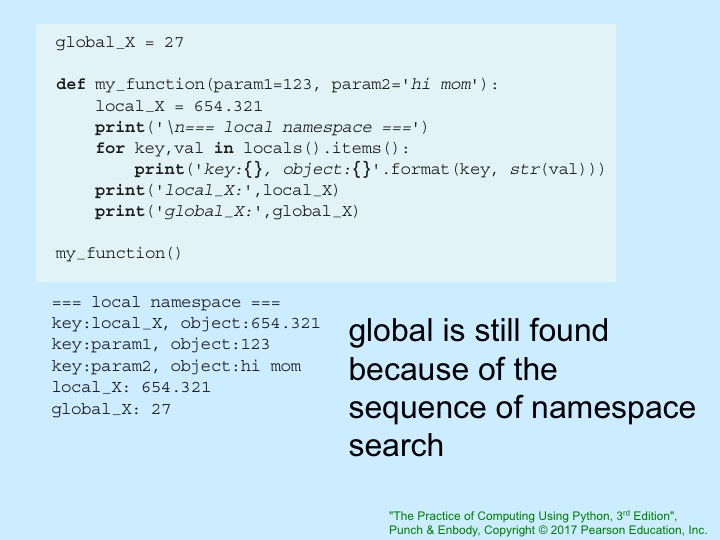 global_X = 27
def my_function(param1=123, param2='hi mom'):
    local_X = 654.321
    print('\n=== local namespace ===')
    for key,val in locals().items():
        print('key:{}, object:{}'.format(key, str(val)))
    print('local_X:',local_X)
    print('global_X:',global_X)
my_function()
=== local namespace ===
key:local_X, object:654.321
key:param1, object:123
key:param2, object:hi mom
local_X: 654.321
global_X: 27
global is still found
because of the
sequence of namespace
search
"The Practice of Computing Using Python, 3rd Edition",
Punch & Enbody, Copyright © 2017 Pearson Education, Inc.